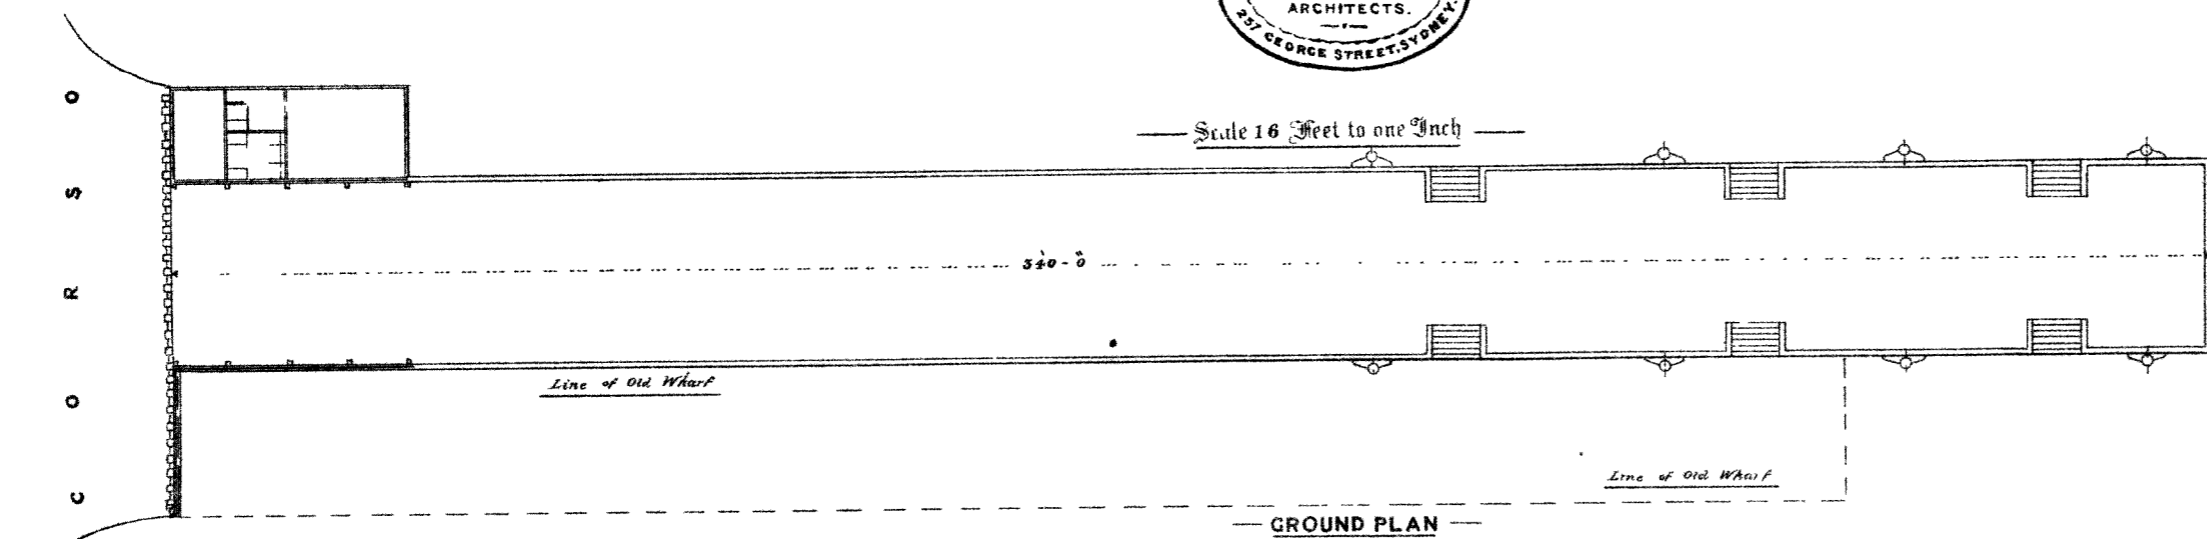 ARCHITECTS.
257 GEORGE STREET, SYDNEY.
Scale 16 Feet to one Inch
CORSO
340'-0"
Line of Old Wharf
Line of Old Wharf
GROUND PLAN